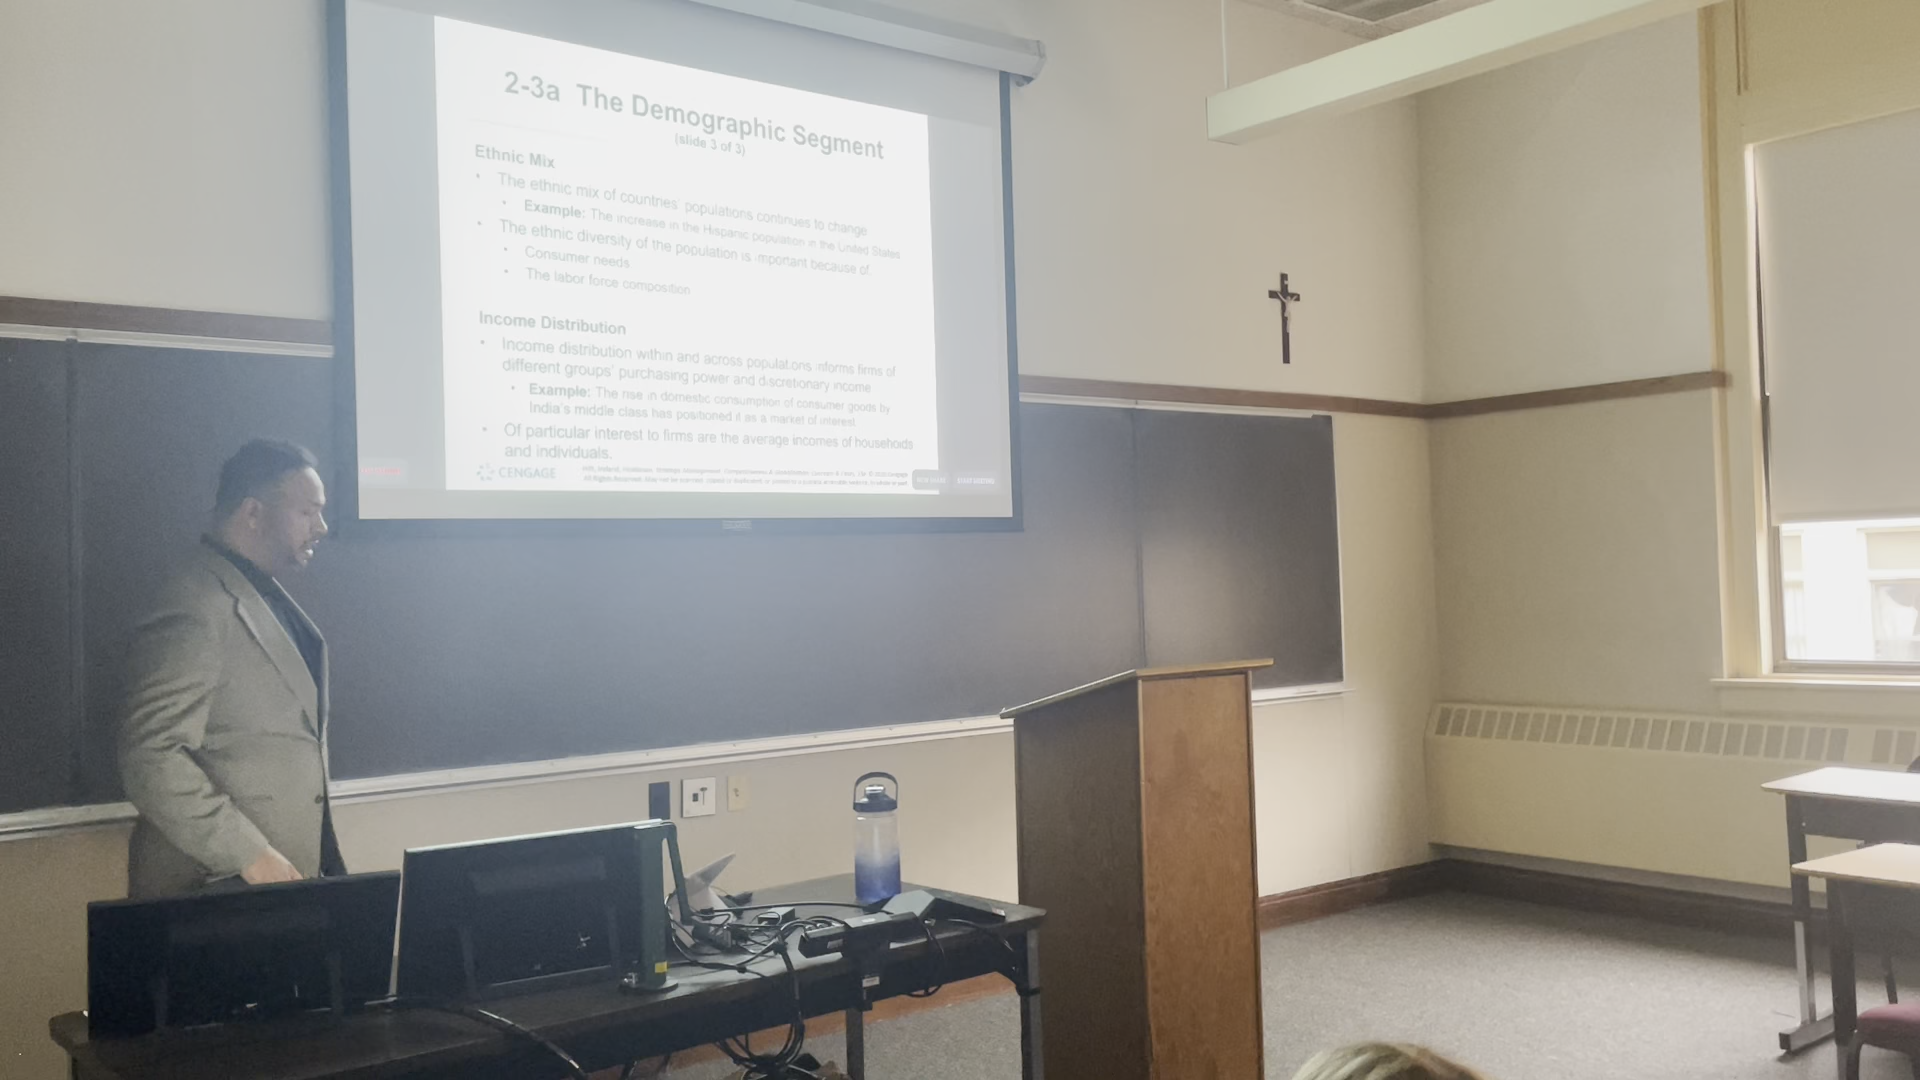 2-3a The Demographic Segment
(slide 3 of 3)
Ethnic Mix
• The ethnic mix of countries' populations continues to change
• Example: The increase in the Hispanic population in the United States
• The ethnic diversity of the population is important because of:
• Consumer needs
• The labor force composition
Income Distribution
• Income distribution within and across populations informs firms of
different groups' purchasing power and discretionary income
• Example: The rise in domestic consumption of consumer goods by
India's middle class has positioned it as a market of interest
• Of particular interest to firms are the average incomes of households
and individuals.
CENGAGE